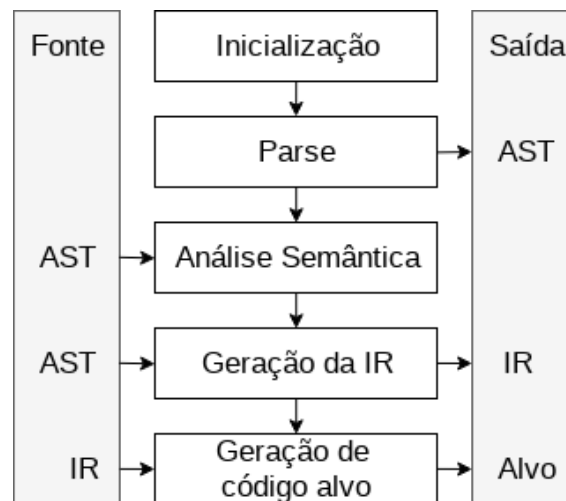 Fonte
Inicialização
Saída
Parse
AST
AST
Análise Semântica
AST
Geração da IR
IR
IR
Geração de
código alvo
Alvo